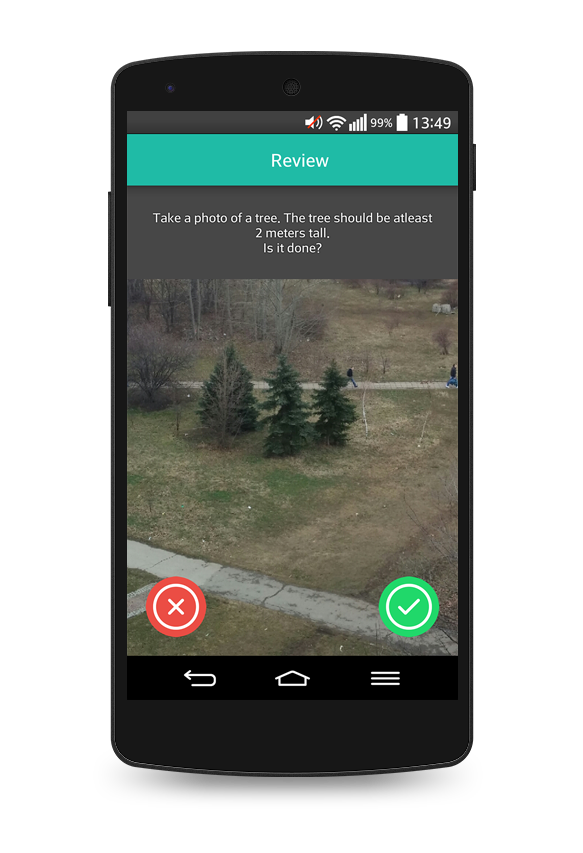 99% 13:49
Review
Take a photo of a tree. The tree should be atleast
2 meters tall.
Is it done?